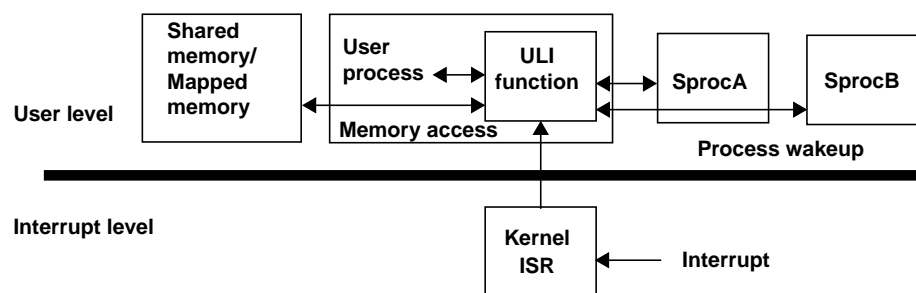 Shared
memory/
Mapped
memory
User
process
ULI
function
SprocA
SprocB
User level
Memory access
Process wakeup
Interrupt level
Kernel
ISR
Interrupt